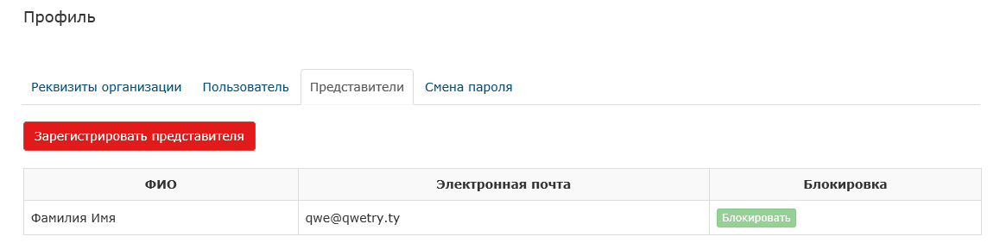 Профиль
Реквизиты организации Пользователь Представители Смена пароля
Зарегистрировать представителя
ФИО Электронная почта Блокировка
Фамилия Имя qwe@qwetry.ty Блокировать